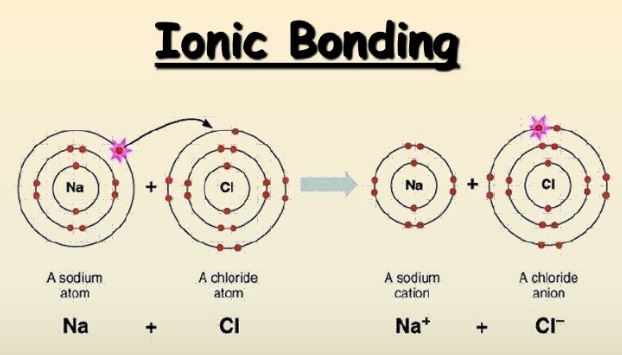 Ionic Bonding
Na + Cl Na + Cl
A sodium atom
A chloride atom
A sodium cation
A chloride anion
Na + Cl Na⁺ + Cl⁻